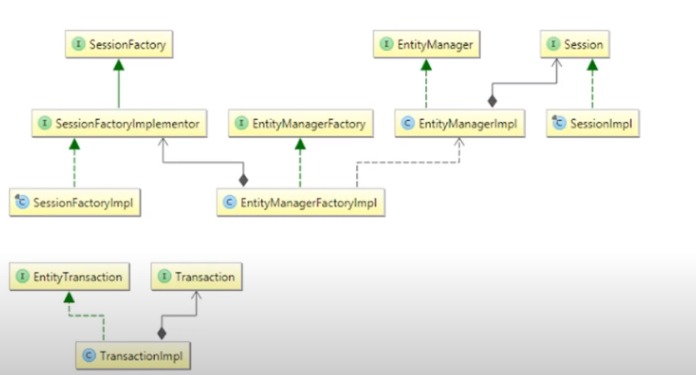 I SessionFactory
I EntityManager
I Session
I SessionFactoryImplementor
I EntityManagerFactory
C EntityManagerImpl
C SessionImpl
C SessionFactoryImpl
C EntityManagerFactoryImpl
I EntityTransaction
I Transaction
C TransactionImpl